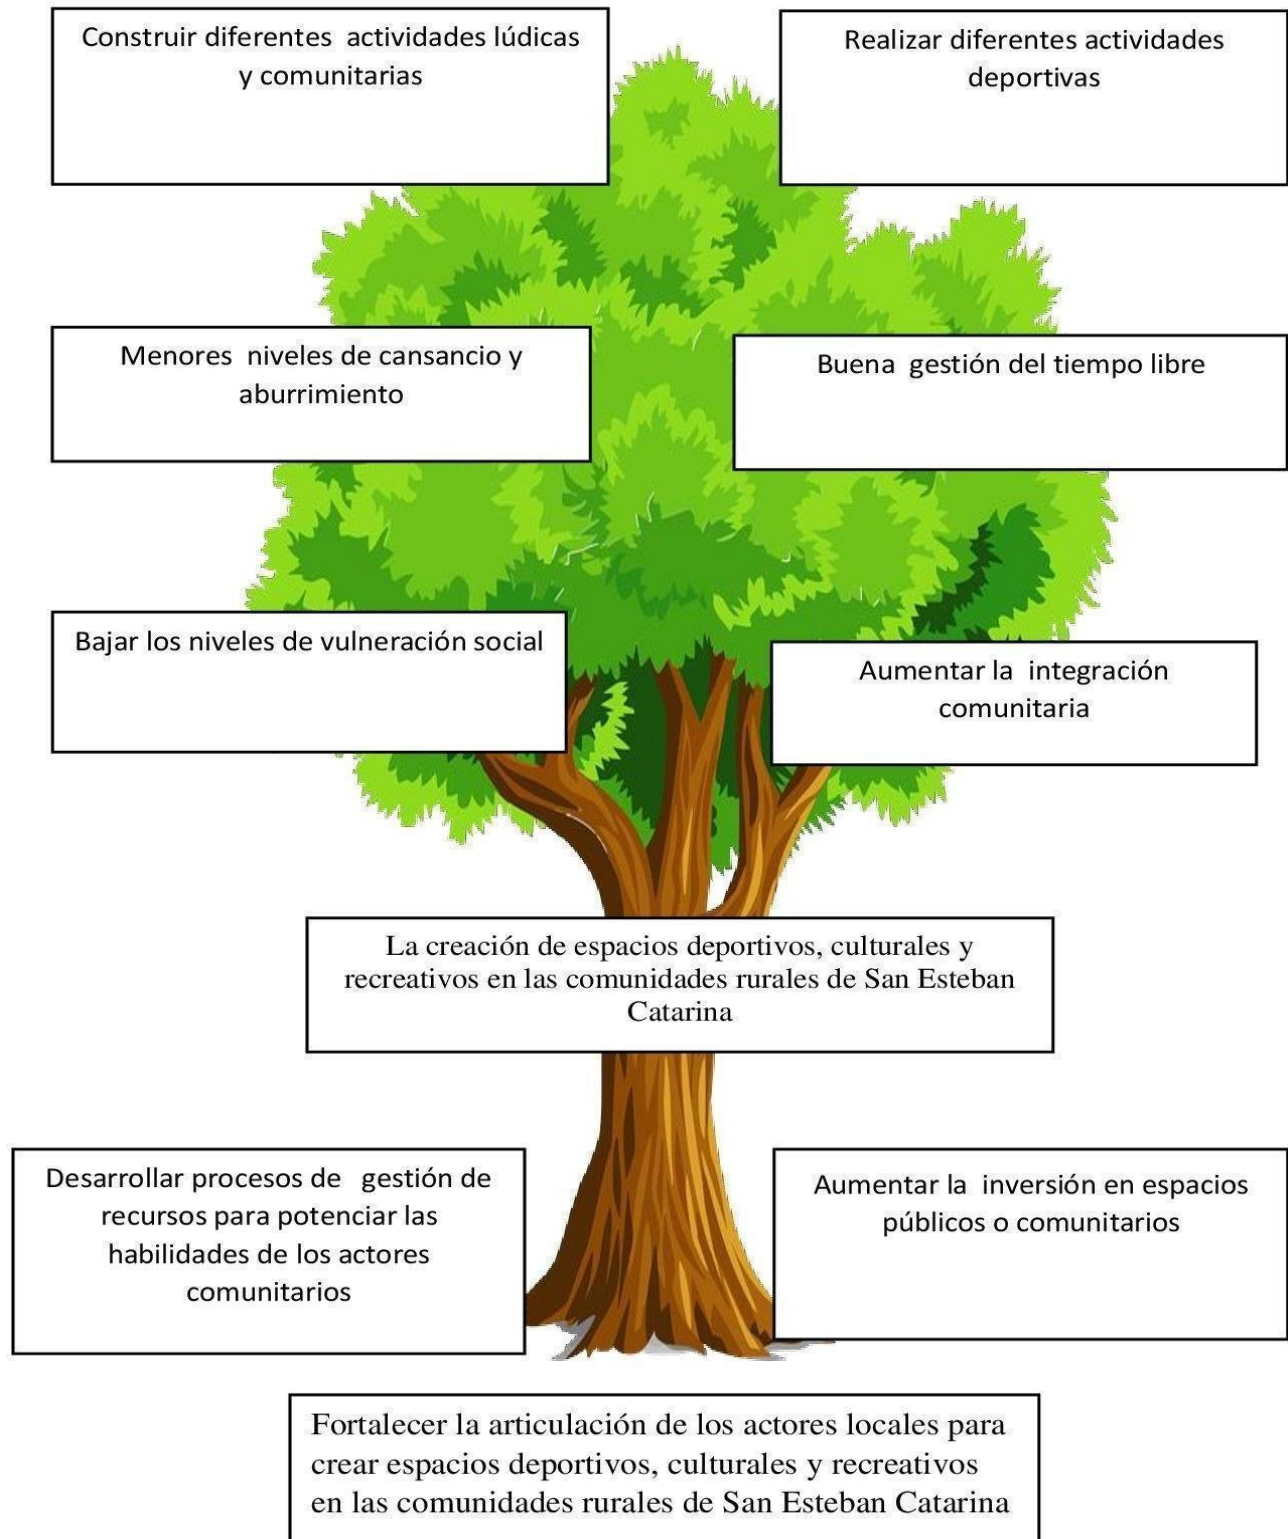 Construir diferentes actividades lúdicas
y comunitarias
Realizar diferentes actividades
deportivas
Menores niveles de cansancio y
aburrimiento
Buena gestión del tiempo libre
Bajar los niveles de vulneración social
Aumentar la integración
comunitaria
La creación de espacios deportivos, culturales y
recreativos en las comunidades rurales de San Esteban
Catarina
Desarrollar procesos de gestión de
recursos para potenciar las
habilidades de los actores
comunitarios
Aumentar la inversión en espacios
públicos o comunitarios
Fortalecer la articulación de los actores locales para
crear espacios deportivos, culturales y recreativos
en las comunidades rurales de San Esteban Catarina